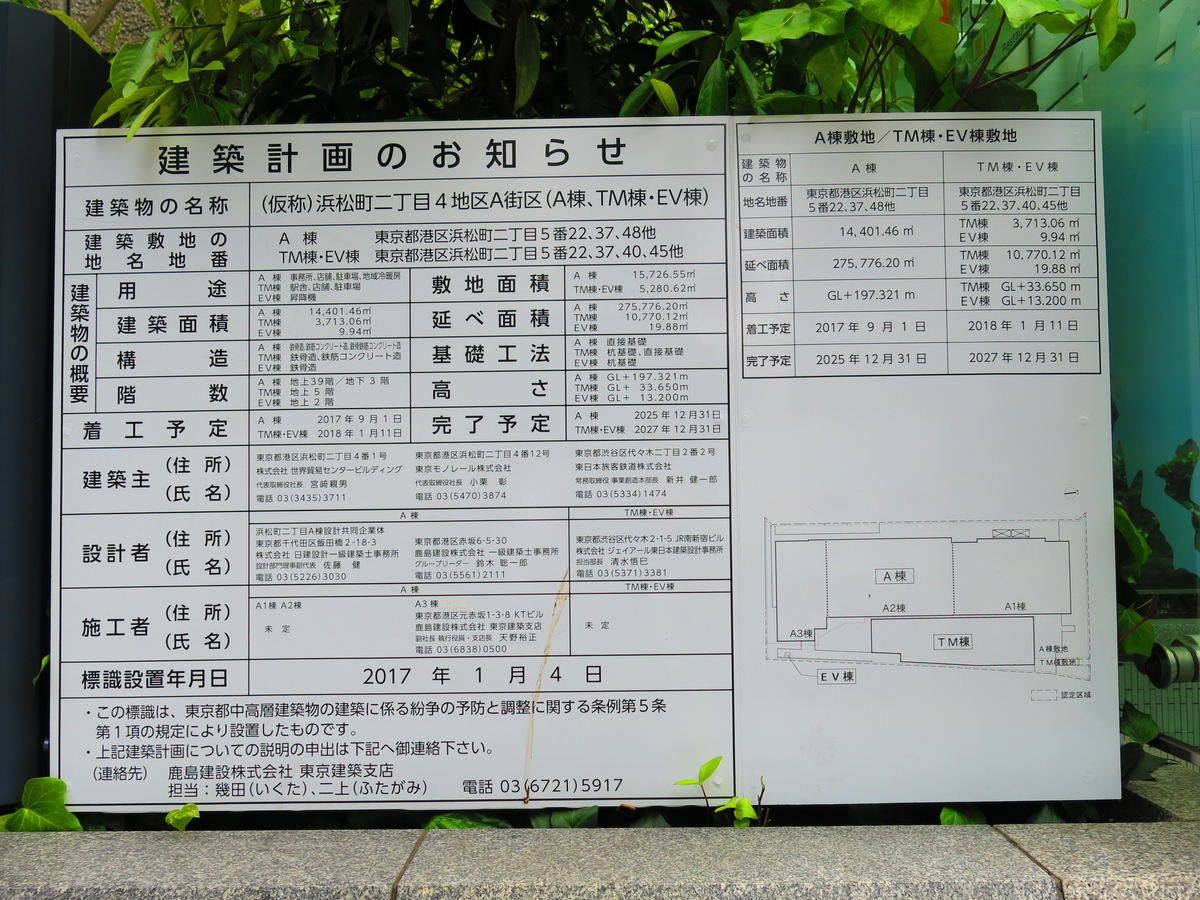 建築計画のお知らせ
建築物の名称 (仮称)浜松町二丁目4地区A街区(A棟、TM棟・EV棟)
建築敷地の地名地番
A 棟 東京都港区浜松町二丁目5番22、37、48他
TM棟・EV棟 東京都港区浜松町二丁目5番22、37、40、45他
建築物の概要
用途
A 棟 事務所、店舗、駐車場、地域冷暖房
TM棟 駅舎、店舗、駐車場
EV棟 昇降機
敷地面積
A 棟 15,726.55㎡
TM棟・EV棟 5,280.62㎡
建築面積
A 棟 14,401.46㎡
TM棟 3,713.06㎡
EV棟 9.94㎡
延べ面積
A 棟 275,776.20㎡
TM棟 10,770.12㎡
EV棟 19.88㎡
構造
A 棟 鉄骨造、鉄筋コンクリート造、鉄骨鉄筋コンクリート造
TM棟 鉄骨造、鉄筋コンクリート造
EV棟 鉄骨造
基礎工法
A 棟 直接基礎
TM棟 杭基礎、直接基礎
EV棟 杭基礎
階数
A 棟 地上39階/地下3階
TM棟 地上5階
EV棟 地上2階
高さ
A 棟 GL+197.321m
TM棟 GL+ 33.650m
EV棟 GL+ 13.200m
着工予定
A 棟 2017年9月1日
TM棟・EV棟 2018年1月11日
完了予定
A 棟 2025年12月31日
TM棟・EV棟 2027年12月31日
建築主 (住所) (氏名)
東京都港区浜松町二丁目4番1号
株式会社 世界貿易センタービルディング
代表取締役社長 宮﨑親男
電話 03(3435)3711
東京都港区浜松町二丁目4番12号
東京モノレール株式会社
代表取締役社長 小栗 彰
電話 03(5470)3874
東京都渋谷区代々木二丁目2番2号
東日本旅客鉄道株式会社
常務取締役 事業創造本部長 新井 健一郎
電話 03(5334)1474
設計者 (住所) (氏名)
A 棟
TM棟・EV棟
浜松町二丁目A棟設計共同企業体
東京都千代田区飯田橋2-18-3
株式会社 日建設計一級建築士事務所
設計部門理事副代表 佐藤 健
電話 03(5226)3030
東京都港区赤坂6-5-30
鹿島建設株式会社 一級建築士事務所
グループリーダー 鈴木 聡一郎
電話 03(5561)2111
東京都渋谷区代々木2-1-5 JR南新宿ビル
株式会社 ジェイアール東日本建築設計事務所
担当部長 清水悟巳
電話 03(5371)3381
施工者 (住所) (氏名)
A 棟
TM棟・EV棟
A1棟 A2棟
未 定
A3棟
東京都港区元赤坂1-3-8 KTビル
鹿島建設株式会社 東京建築支店
副社長 執行役員・支店長 天野裕正
電話 03(6838)0500
未 定
標識設置年月日 2017年1月4日
・この標識は、東京都中高層建築物の建築に係る紛争の予防と調整に関する条例第5条
第1項の規定により設置したものです。
・上記建築計画についての説明の申出は下記へ御連絡下さい。
(連絡先) 鹿島建設株式会社 東京建築支店
担当:幾田(いくた)、二上(ふたがみ) 電話 03(6721)5917
A棟敷地/TM棟・EV棟敷地
建築物の名称 A 棟 TM棟・EV棟
地名地番
東京都港区浜松町二丁目
5番22、37、48他
東京都港区浜松町二丁目
5番22、37、40、45他
建築面積 14,401.46㎡
TM棟 3,713.06㎡
EV棟 9.94㎡
延べ面積 275,776.20㎡
TM棟 10,770.12㎡
EV棟 19.88㎡
高さ GL+197.321m
TM棟 GL+33.650m
EV棟 GL+13.200m
着工予定 2017年9月1日 2018年1月11日
完了予定 2025年12月31日 2027年12月31日
A棟
A2棟
A1棟
A3棟
TM棟
A棟敷地
TM棟敷地
EV棟
認定区域